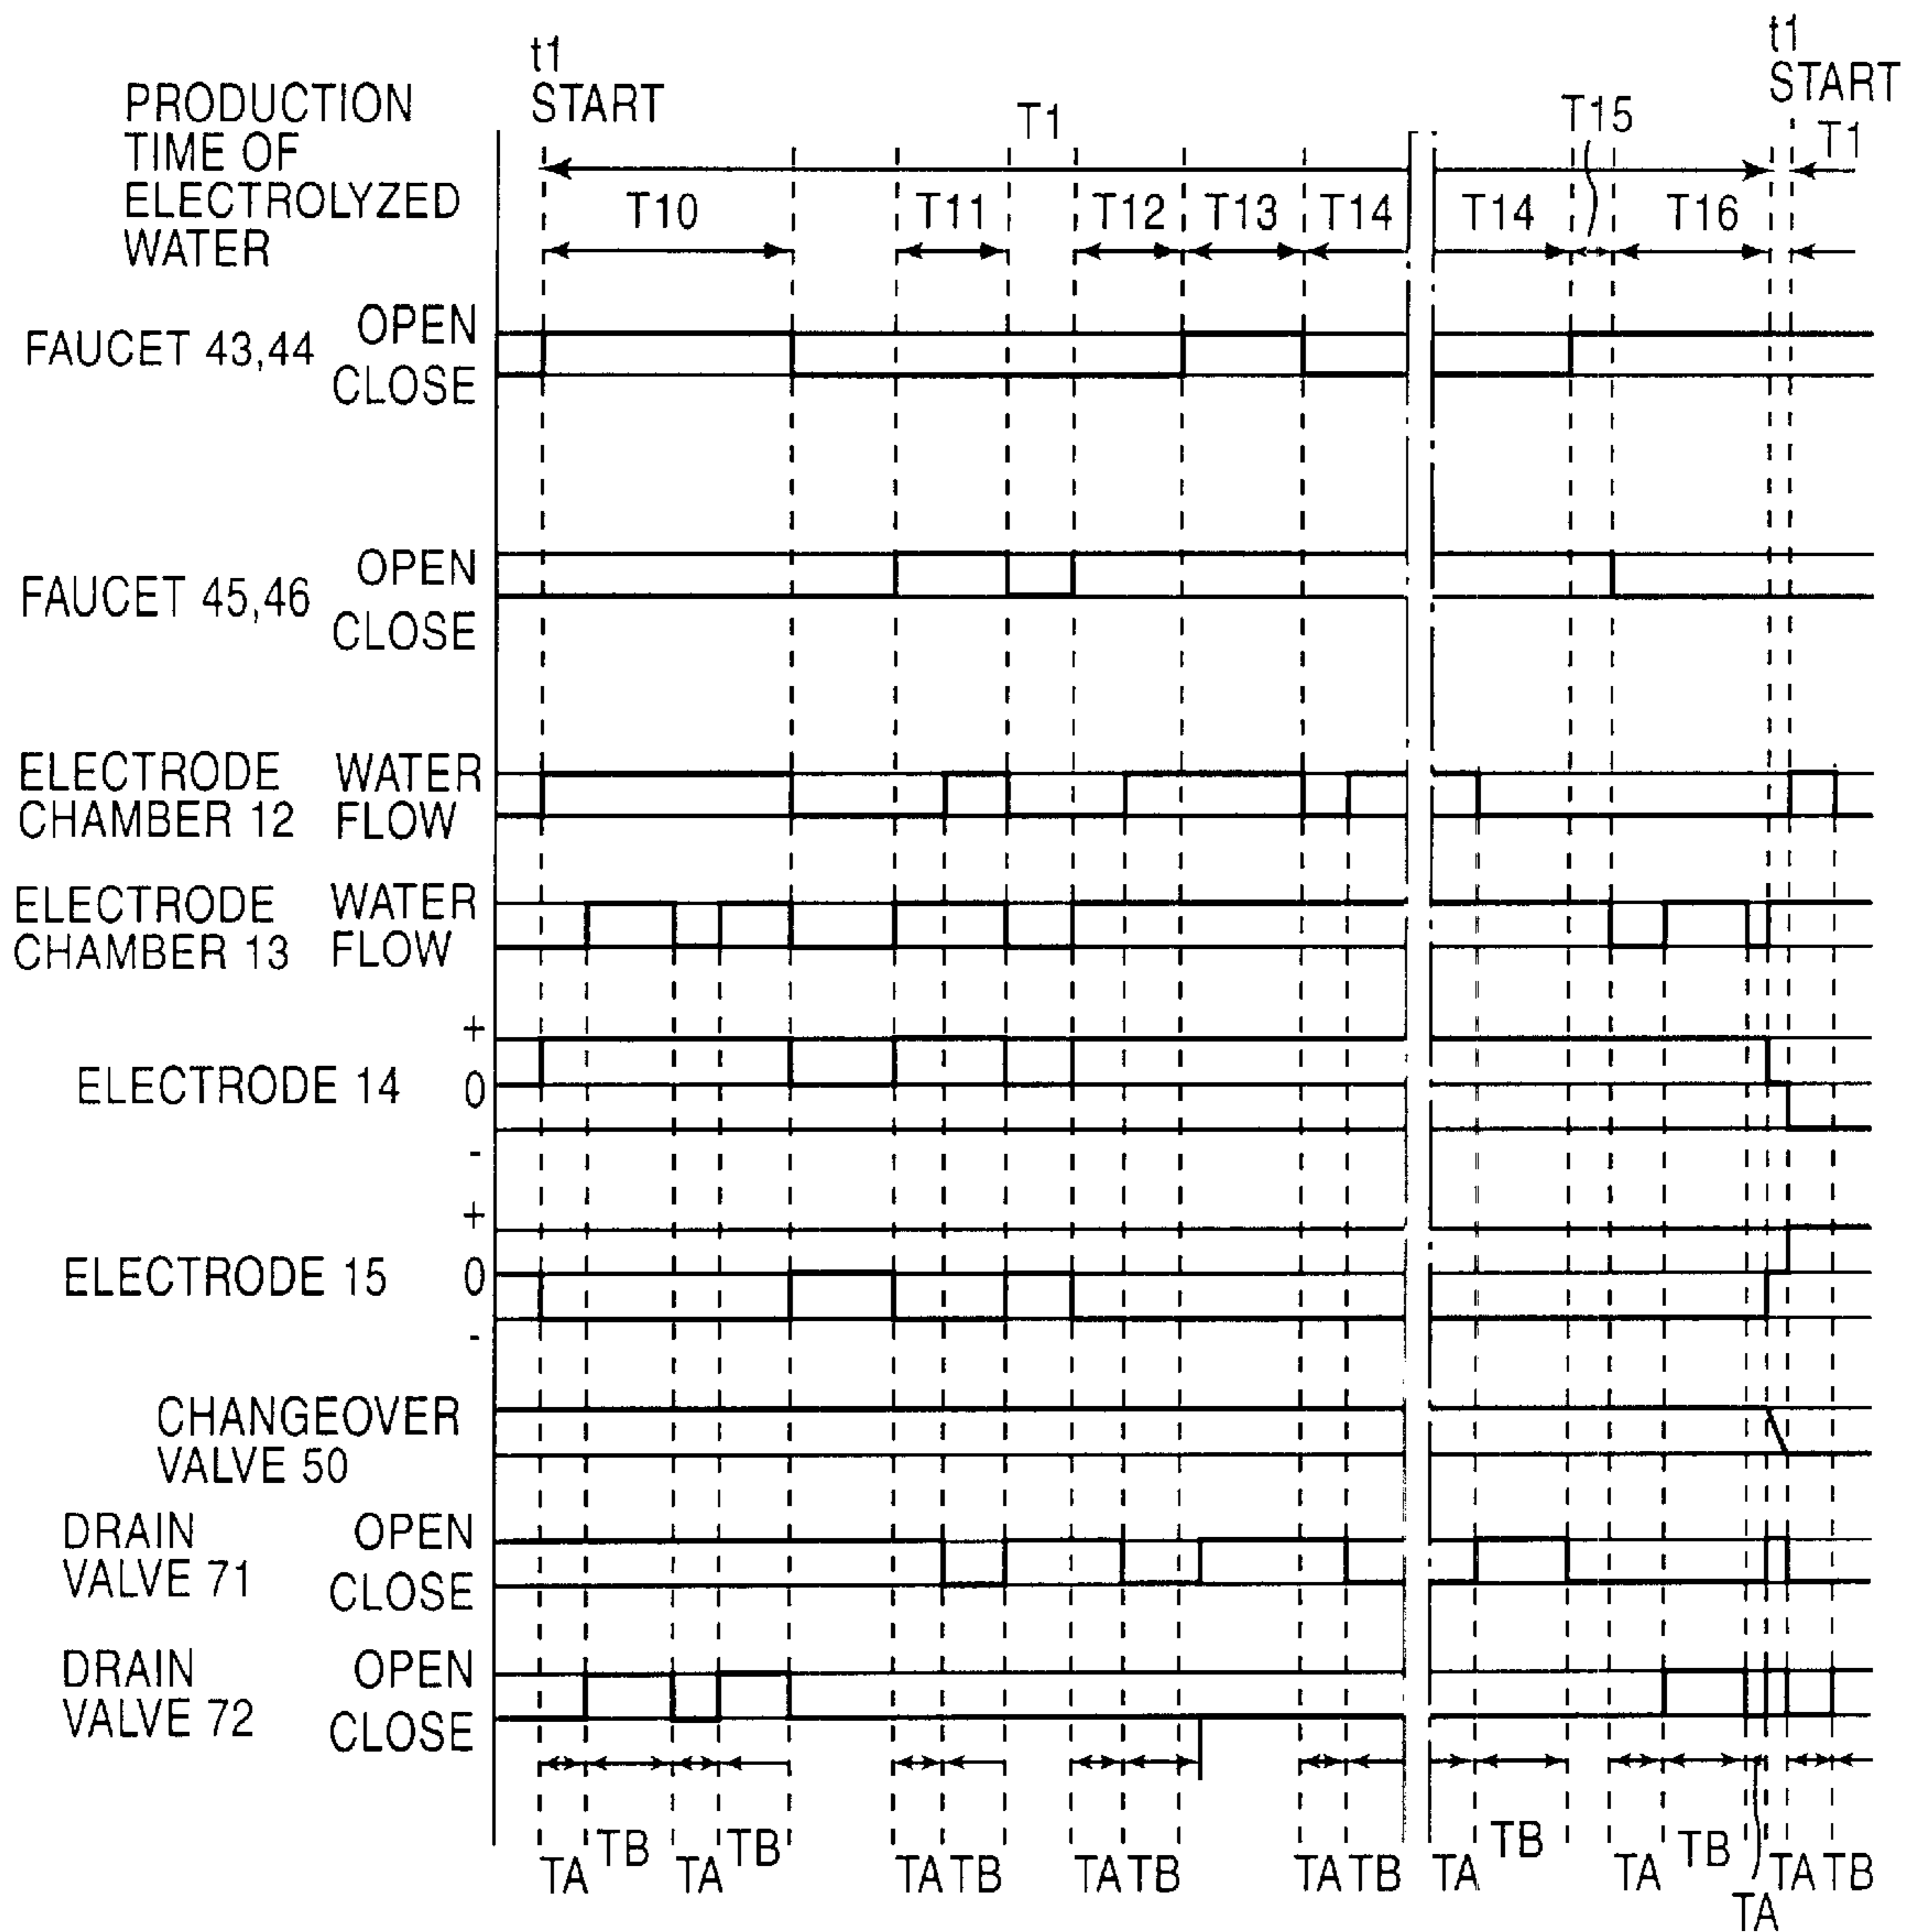 t1
START
t1
START
PRODUCTION
TIME OF
ELECTROLYZED
WATER
T1
T15
T1
T10
T11
T12
T13
T14
T14
T16
FAUCET 43,44
OPEN
CLOSE
FAUCET 45,46
OPEN
CLOSE
ELECTRODE
CHAMBER 12
WATER
FLOW
ELECTRODE
CHAMBER 13
WATER
FLOW
ELECTRODE 14
+
0
-
ELECTRODE 15
+
0
-
CHANGEOVER
VALVE 50
DRAIN
VALVE 71
OPEN
CLOSE
DRAIN
VALVE 72
OPEN
CLOSE
TA
TB
TA
TB
TA
TB
TA
TB
TA
TB
TA
TB
TA
TB
TA
TA
TB